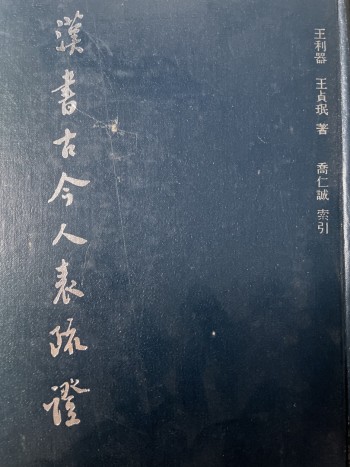 王利器 王貞珉 著 喬仁誠 索引
漢書古今人表疏證